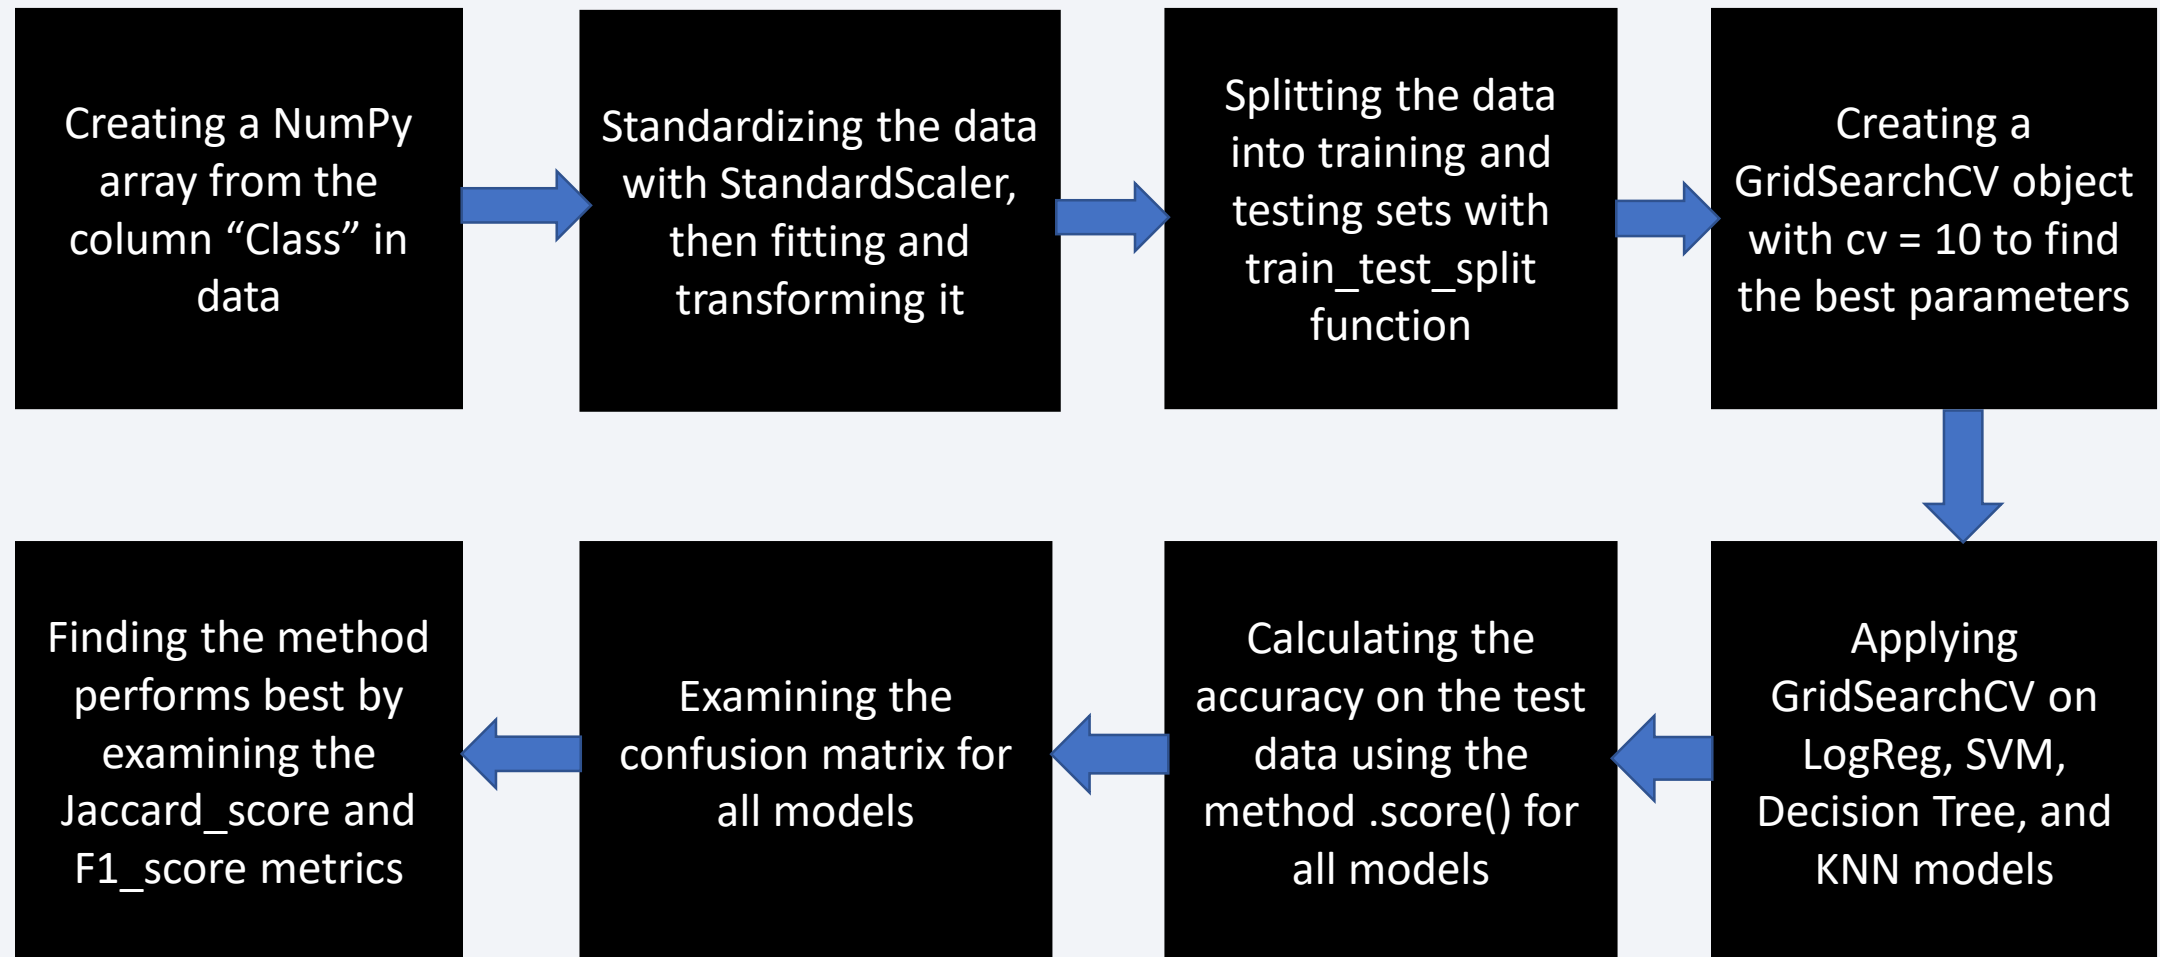 Creating a NumPy
array from the
column “Class” in
data
Standardizing the data
with StandardScaler,
then fitting and
transforming it
Splitting the data
into training and
testing sets with
train_test_split
function
Creating a
GridSearchCV object
with cv = 10 to find
the best parameters
Applying
GridSearchCV on
LogReg, SVM,
Decision Tree, and
KNN models
Calculating the
accuracy on the test
data using the
method .score() for
all models
Examining the
confusion matrix for
all models
Finding the method
performs best by
examining the
Jaccard_score and
F1_score metrics